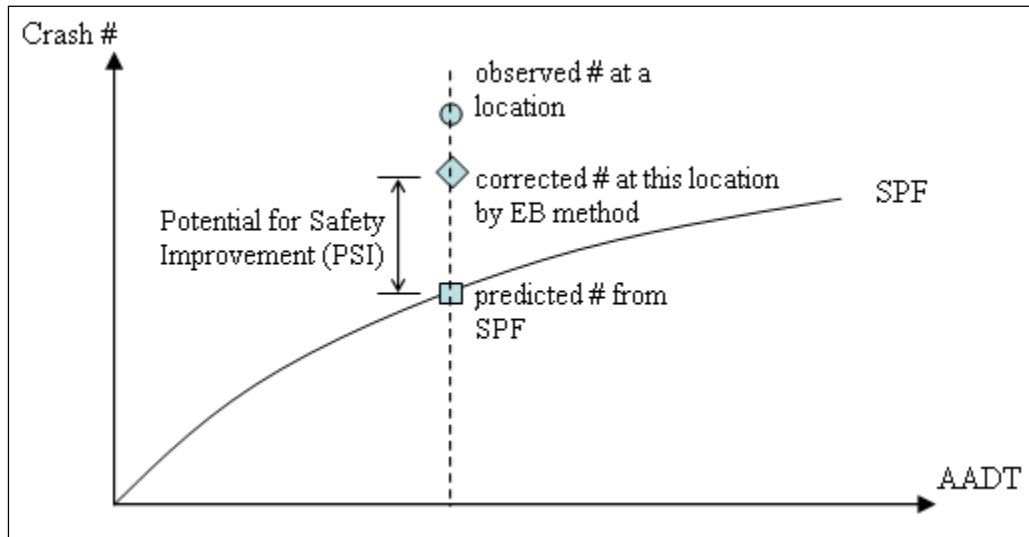 Crash #
observed # at a
location
corrected # at this location
by EB method
SPF
Potential for Safety
Improvement (PSI)
predicted # from
SPF
AADT